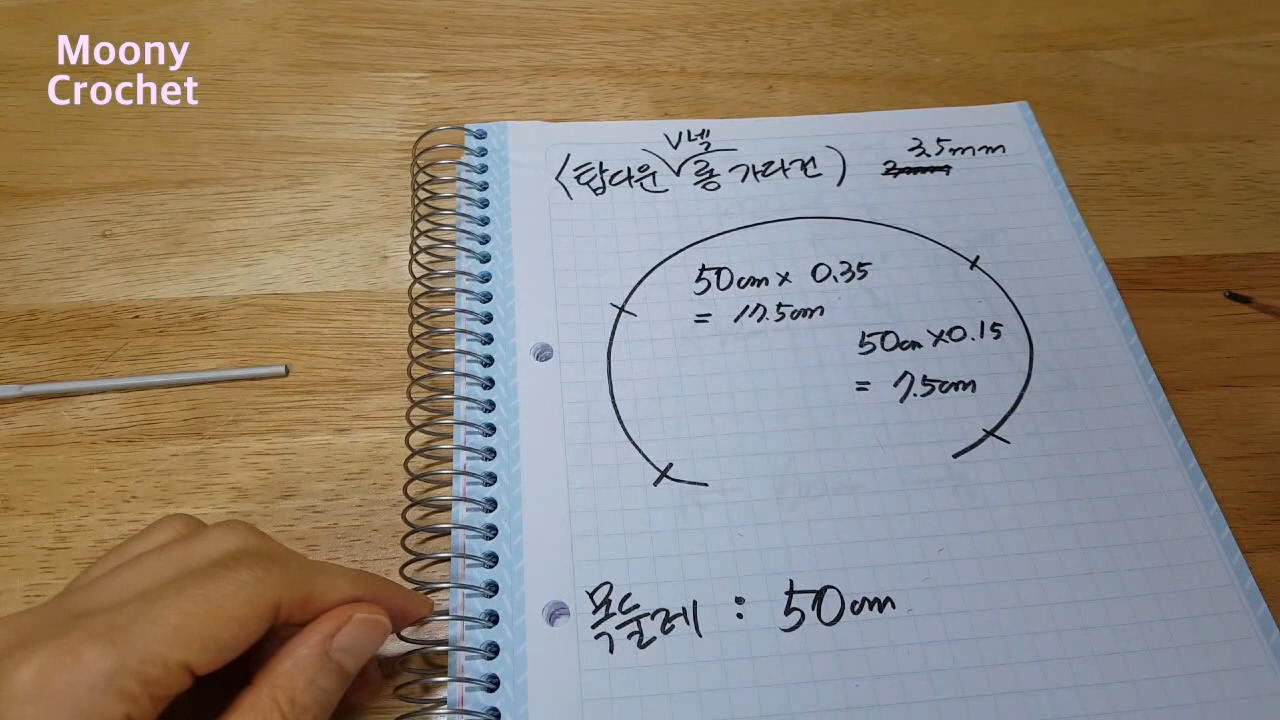 Moony
Crochet
V넥
<탑다운 롱 가디건>
3.5mm
50cm × 0.35
= 17.5cm
50cm × 0.15
= 7.5cm
목둘레 : 50cm